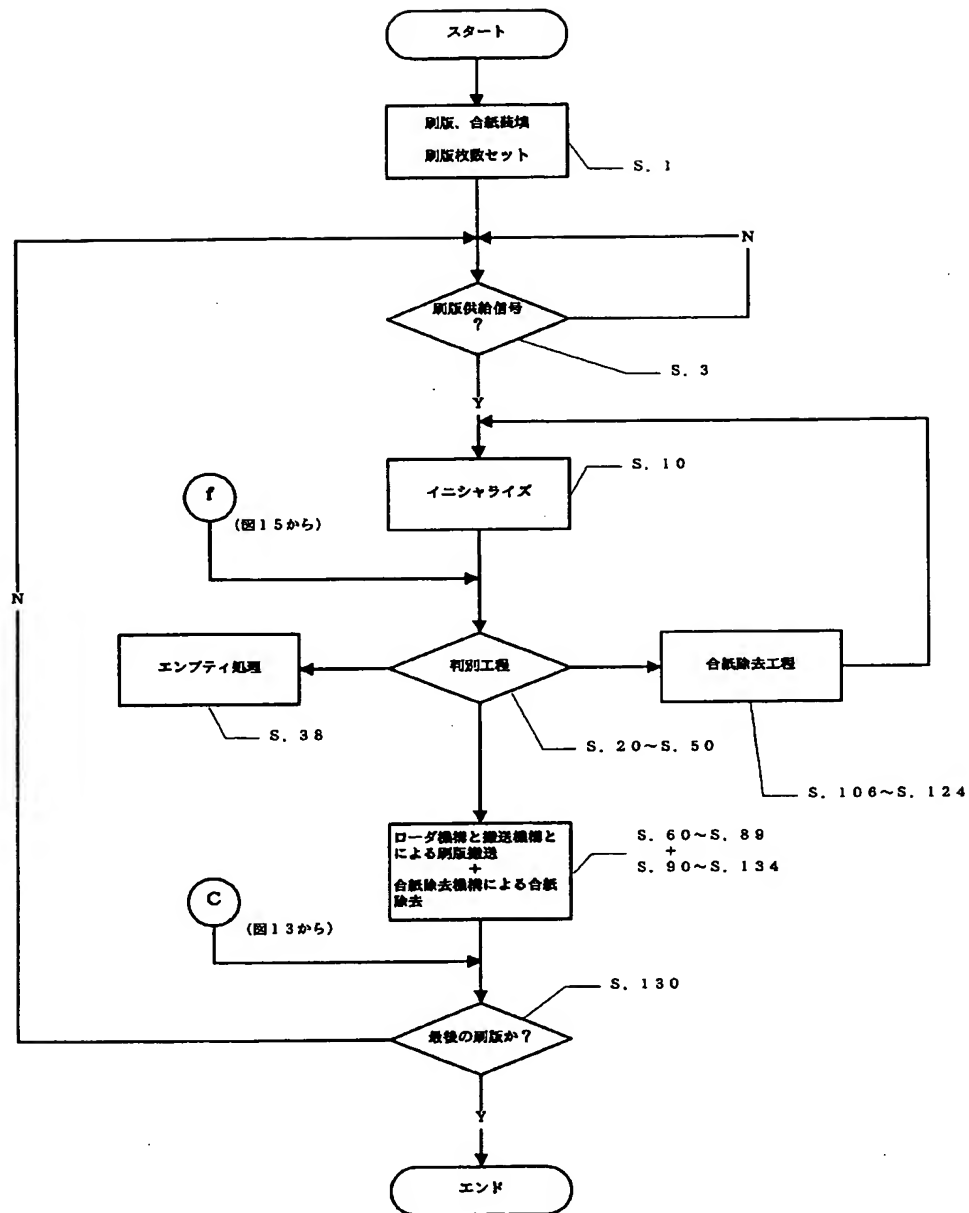 スタート
刷版、合紙装填
刷版枚数セット
S. 1
N
刷版供給信号
?
S. 3
Y
S. 10
イニシャライズ
f
(図15から)
N
エンプティ処理
判別工程
合紙除去工程
S. 38
S. 20~S. 50
S. 106~S. 124
ローダ機構と搬送機構と
による刷版搬送
+
合紙除去機構による合紙
除去
S. 60~S. 89
+
S. 90~S. 134
C
(図13から)
S. 130
最後の刷版か?
Y
エンド